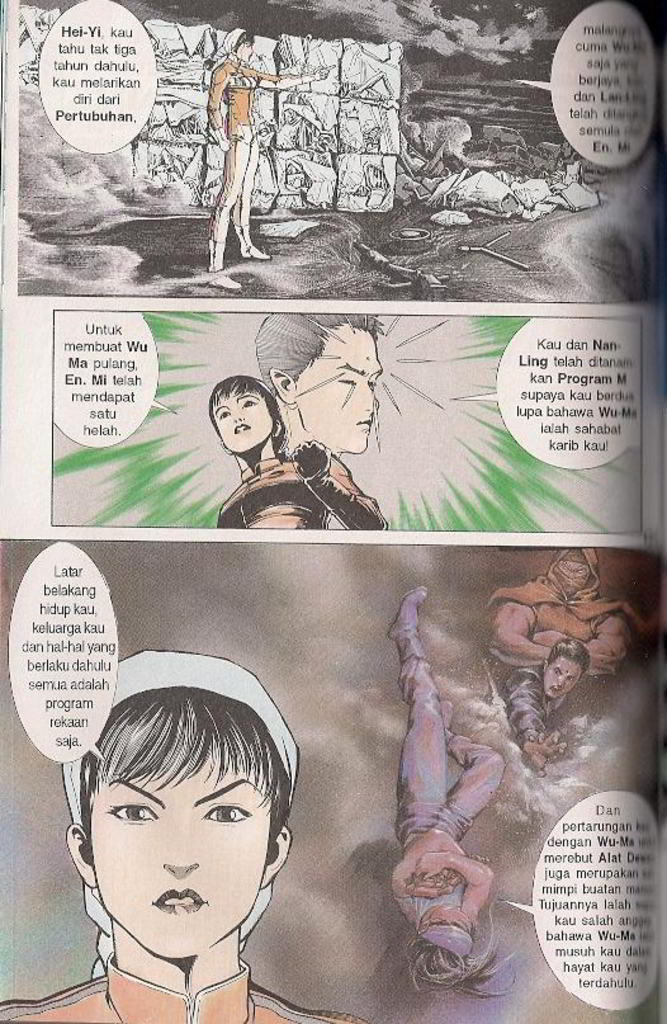 Hei-Yi, kau
tahu tak tiga
tahun dahulu,
kau melarikan
diri dari
Pertubuhan,
malangnya
cuma Wu
saja yang
berjaya,
dan Lan-Ling
telah
semula
En. Mi
Untuk
membuat Wu
Ma pulang,
En. Mi telah
mendapat
satu
helah.
Kau dan Nan-
Ling telah ditanam
kan Program M
supaya kau berdua
lupa bahawa Wu-Ma
ialah sahabat
karib kau!
Latar
belakang
hidup kau,
keluarga kau
dan hal-hal yang
berlaku dahulu
semua adalah
program
rekaan
saja.
Dan
pertarungan kau
dengan Wu-Ma
merebut Alat
juga merupakan
mimpi buatan
Tujuannya ialah
kau salah
bahawa Wu-Ma
musuh kau dalam
hayat kau yang
terdahulu.